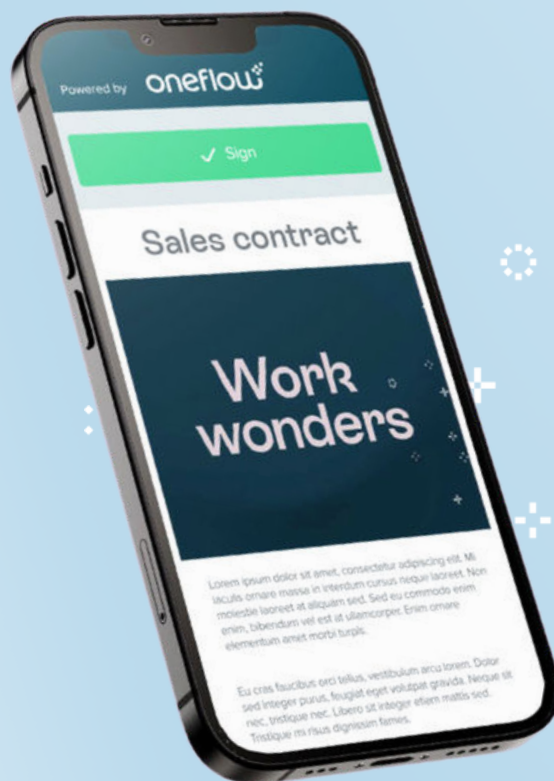 Powered by oneflow
✓ Sign
Sales contract
Work
wonders
Lorem ipsum dolor sit amet, consectetur adipiscing elit. Mi
iaculis ornare massa in interdum cursus neque laoreet. Non
molestie laoreet at aliquam sed. Sed eu commodo enim
enim, bibendum vel est at ullamcorper. Enim ornare
elementum amet morbi turpis.
Eu cras faucibus orci tellus, vestibulum arcu lorem. Dolor
sed integer purus, feugiat eget volutpat gravida. Neque sit
nec, tristique nec. Libero sit integer etiam mattis sed.
Tristique mi risus dignissim fames.